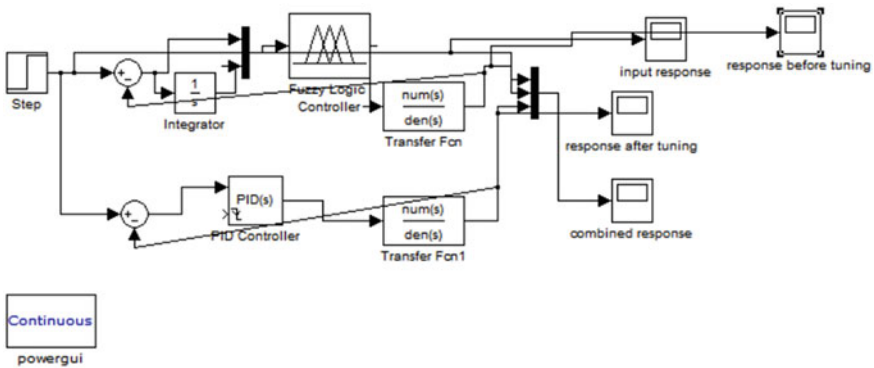 Step
+
-
1
s
Integrator
Fuzzy Logic
Controller
num(s)
den(s)
Transfer Fcn
input response
response before tuning
response after tuning
combined response
+
-
PID(s)
PID Controller
num(s)
den(s)
Transfer Fcn1
Continuous
powergui